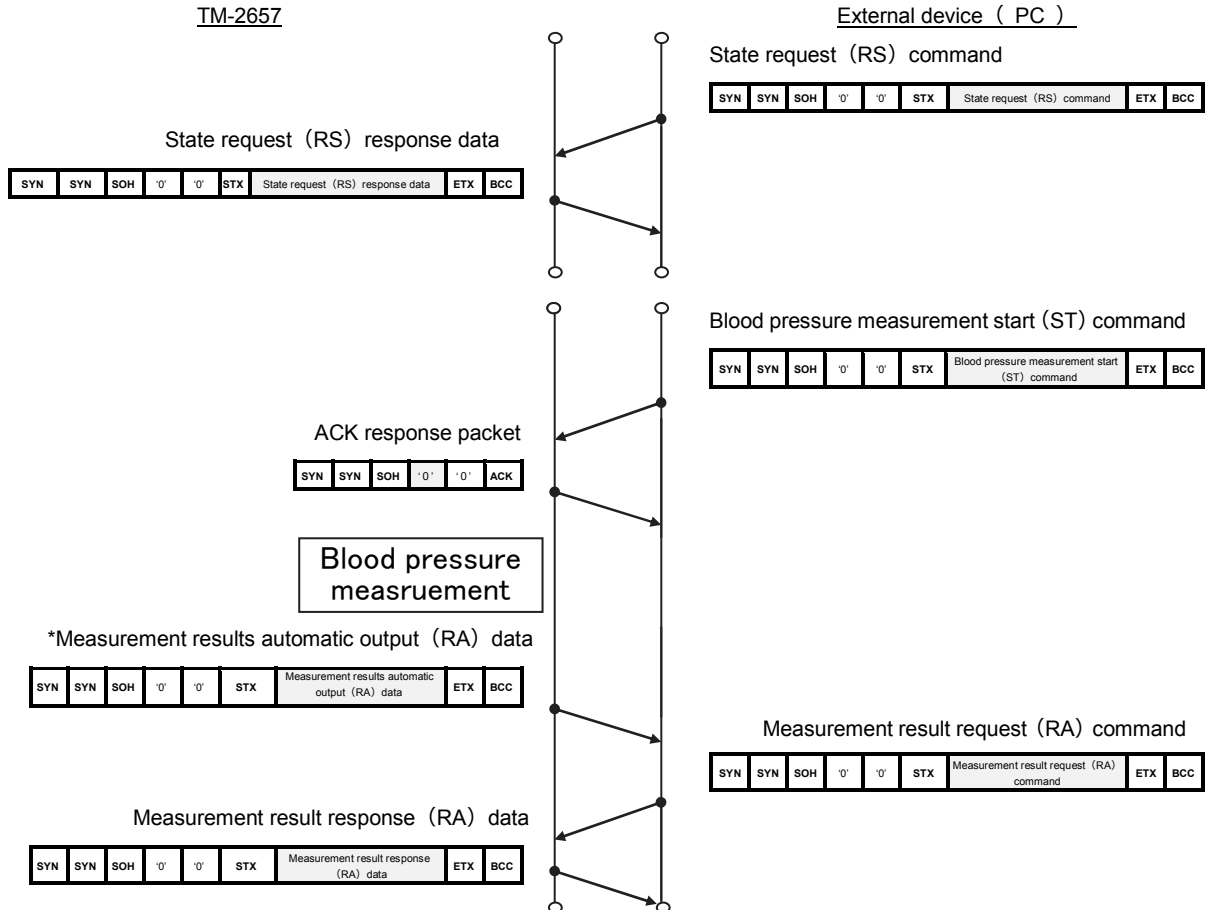 TM-2657
External device（ PC ）
State request（RS）command
SYN SYN SOH ‘0’ ‘0’ STX State request（RS）command ETX BCC
State request（RS）response data
SYN SYN SOH ‘0’ ‘0’ STX State request（RS）response data ETX BCC
Blood pressure measurement start（ST）command
SYN SYN SOH ‘0’ ‘0’ STX Blood pressure measurement start
（ST）command ETX BCC
ACK response packet
SYN SYN SOH ‘0’ ‘0’ ACK
Blood pressure
measruement
*Measurement results automatic output（RA）data
SYN SYN SOH ‘0’ ‘0’ STX Measurement results automatic
output（RA）data ETX BCC
Measurement result request（RA）command
SYN SYN SOH ‘0’ ‘0’ STX Measurement result request（RA）
command ETX BCC
Measurement result response（RA）data
SYN SYN SOH ‘0’ ‘0’ STX Measurement result response
（RA）data ETX BCC